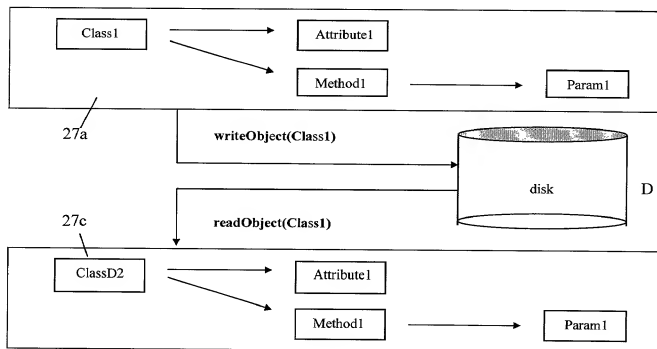 Class1
Attribute1
Method1
Param1
27a
writeObject(Class1)
disk
D
readObject(Class1)
27c
ClassD2
Attribute1
Method1
Param1